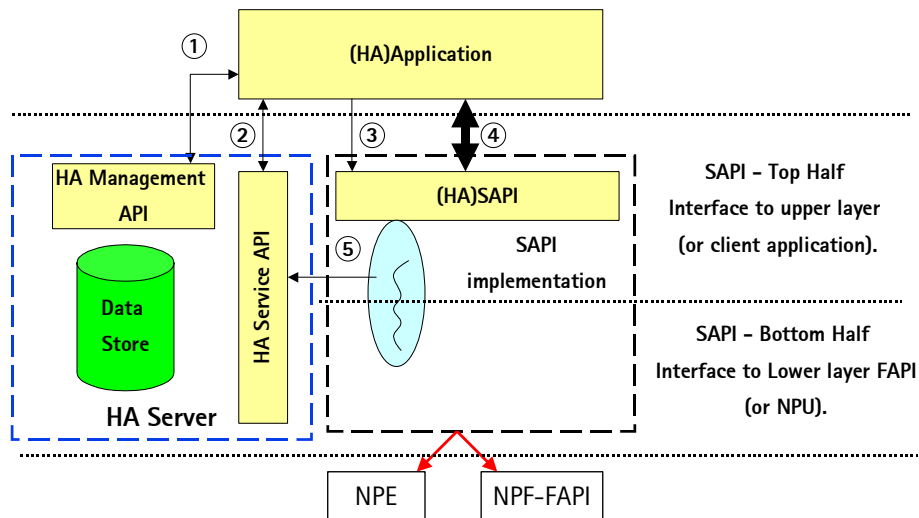 ①
(HA)Application
②
③
④
HA Management
API
HA Service API
(HA)SAPI
SAPI - Top Half
Interface to upper layer
(or client application).
⑤
SAPI
implementation
Data
Store
SAPI - Bottom Half
Interface to Lower layer FAPI
(or NPU).
HA Server
NPE
NPF-FAPI